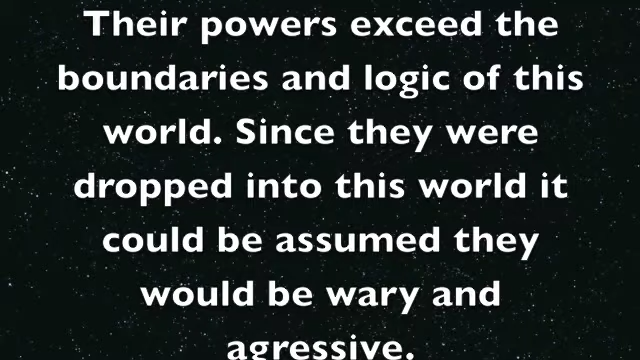 Their powers exceed the
boundaries and logic of this
world. Since they were
dropped into this world it
could be assumed they
would be wary and
agressive.